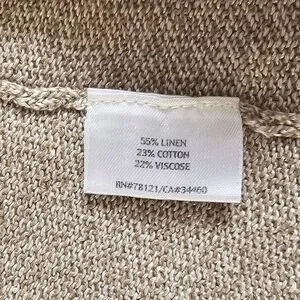 55% LINEN
23% COTTON
22% VISCOSE
RN#78121/CA#34460